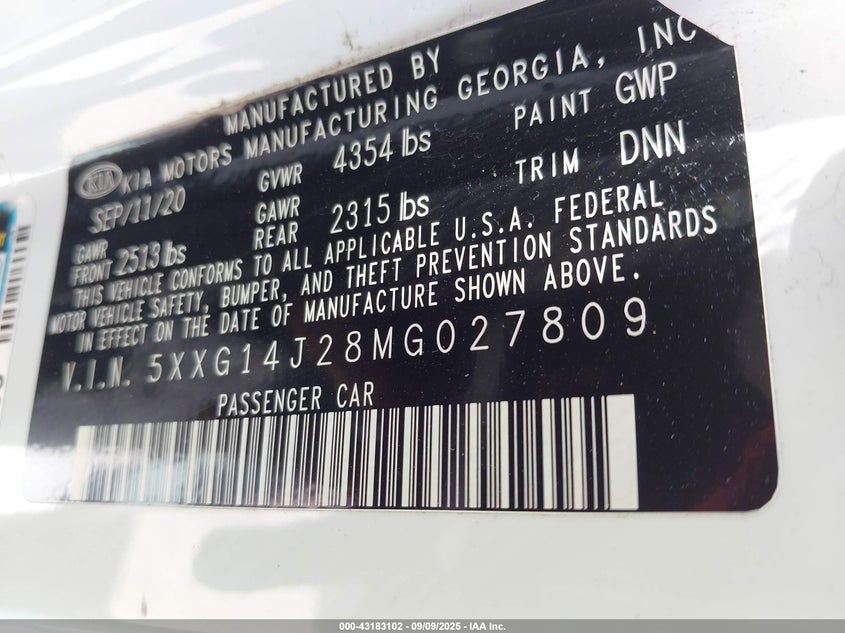 MANUFACTURED BY
KIA KIA MOTORS MANUFACTURING GEORGIA, INC
SEP/11/20 GVWR 4354 lbs PAINT GWP
GAWR FRONT 2513 lbs GAWR REAR 2315 lbs TRIM DNN
THIS VEHICLE CONFORMS TO ALL APPLICABLE U.S.A. FEDERAL
MOTOR VEHICLE SAFETY, BUMPER, AND THEFT PREVENTION STANDARDS
IN EFFECT ON THE DATE OF MANUFACTURE SHOWN ABOVE.
V.I.N. 5XXG14J28MG027809
PASSENGER CAR
000-43183102 - 09/09/2025 - IAA Inc.